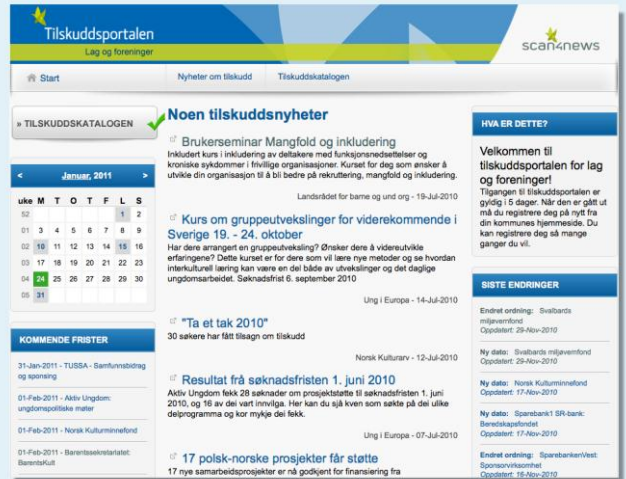 Tilskuddsportalen
Lag og foreninger
scan4news
Start
Nyheter om tilskudd
Tilskuddskatalogen
» TILSKUDDSKATALOGEN
< Januar, 2011 >
uke M T O T F L S
52 1 2
01 3 4 5 6 7 8 9
02 10 11 12 13 14 15 16
03 17 18 19 20 21 22 23
04 24 25 26 27 28 29 30
05 31
KOMMENDE FRISTER
31-Jan-2011 - TUSSA - Samfunnsbidrag
og sponsing
01-Feb-2011 - Aktiv Ungdom:
ungdomspolitiske møter
01-Feb-2011 - Norsk Kulturminnefond
01-Feb-2011 - Barentssekretariatet:
BarentsKult
Noen tilskuddsnyheter
Brukerseminar Mangfold og inkludering
Inkludert kurs i inkludering av deltakere med funksjonsnedsettelser og
kroniske sykdommer i frivillige organisasjoner. Kurset for deg som ønsker å
utvikle din organisasjon til å bli bedre på rekruttering, mangfold og inkludering.
Landsrådet for barne og und org - 19-Jul-2010
Kurs om gruppeutvekslinger for viderekommende i
Sverige 19. - 24. oktober
Har dere arrangert en gruppeutveksling? Ønsker dere å videreutvikle
erfaringene? Dette kurset er for dere som vil lære nye metoder og se hvordan
interkulturell læring kan være en del både av utvekslinger og det daglige
ungdomsarbeidet. Søknadsfrist 6. september 2010
Ung i Europa - 14-Jul-2010
"Ta et tak 2010"
30 søkere har fått tilsagn om tilskudd
Norsk Kulturarv - 12-Jul-2010
Resultat frå søknadsfristen 1. juni 2010
Aktiv Ungdom fekk 28 søknader om prosjektstøtte til søknadsfristen 1. juni
2010, og 16 av dei vart innvilga. Her kan du sjå kven som søkte på dei ulike
delprogramma og kor mykje dei fekk.
Ung i Europa - 07-Jul-2010
17 polsk-norske prosjekter får støtte
17 nye samarbeidsprosjekter er nå godkjent for finansiering fra
HVA ER DETTE?
Velkommen til
tilskuddsportalen for lag
og foreninger!
Tilgangen til tilskuddsportalen er
gyldig i 5 dager. Når den er gått ut
må du registrere deg på nytt fra
din kommunes hjemmeside. Du
kan registrere deg så mange
ganger du vil.
SISTE ENDRINGER
Endret ordning: Svalbards
miljøvernfond
Oppdatert: 29-Nov-2010
Ny dato: Svalbards miljøvernfond
Oppdatert: 29-Nov-2010
Ny dato: Norsk Kulturminnefond
Oppdatert: 17-Nov-2010
Ny dato: Sparebank1 SR-bank:
Beredskapsfondet
Oppdatert: 17-Nov-2010
Endret ordning: SparebankenVest:
Sponsorvirksomhet
Oppdatert: 16-Nov-2010